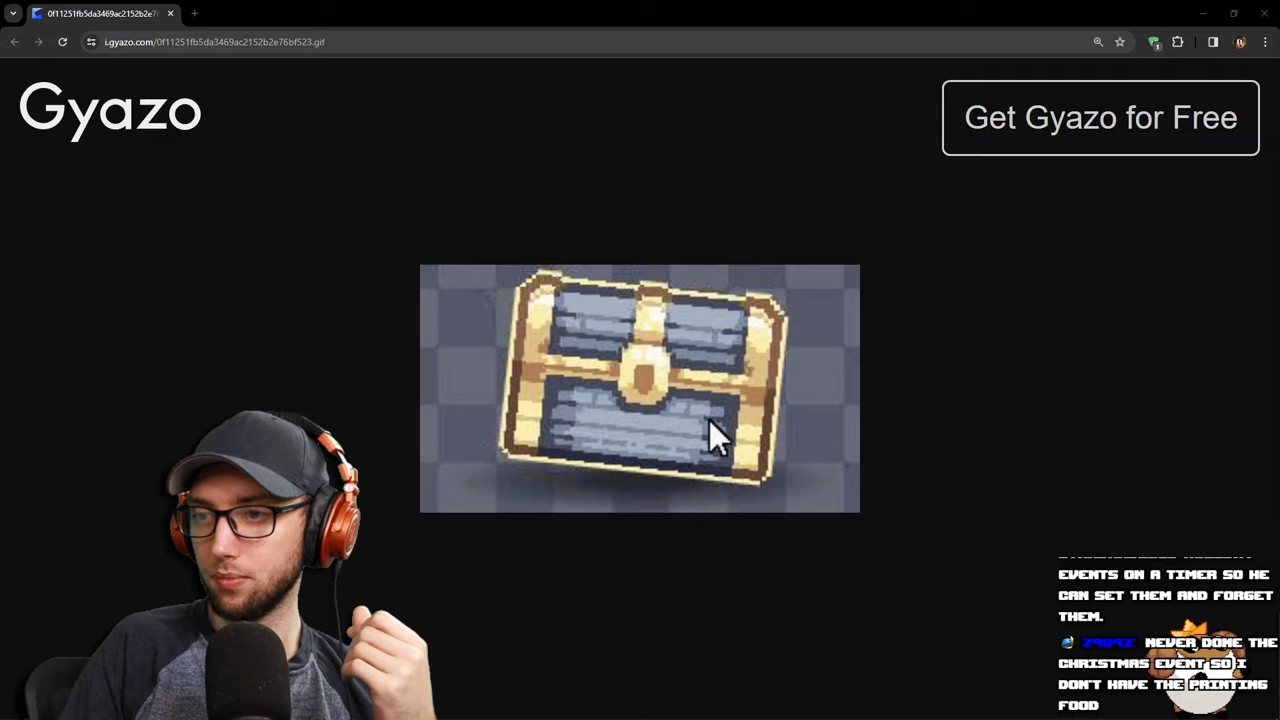 0f11251fb5da3469ac2152b2e76
i.gyazo.com/0f11251fb5da3469ac2152b2e76bf523.gif
Gyazo
Get Gyazo for Free
EVENTS ON A TIMER SO HE
CAN SET THEM AND FORGET
THEM.
NEVER DONE THE
CHRISTMAS EVENT SO I
DON'T HAVE THE PRINTING
FOOD